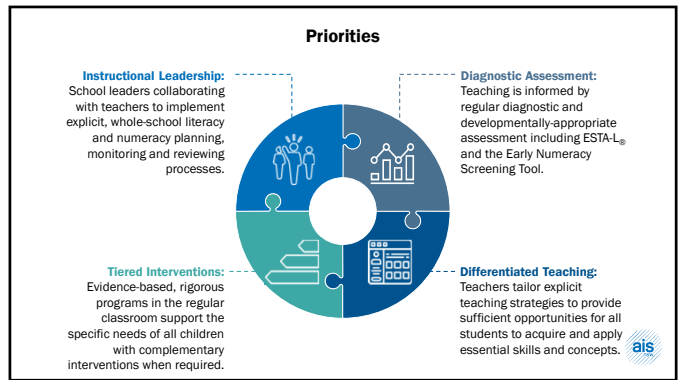 Priorities
Instructional Leadership:
School leaders collaborating
with teachers to implement
explicit, whole-school literacy
and numeracy planning,
monitoring and reviewing
processes.
Diagnostic Assessment:
Teaching is informed by
regular diagnostic and
developmentally-appropriate
assessment including ESTA-L®
and the Early Numeracy
Screening Tool.
Tiered Interventions:
Evidence-based, rigorous
programs in the regular
classroom support the
specific needs of all children
with complementary
interventions when required.
Differentiated Teaching:
Teachers tailor explicit
teaching strategies to provide
sufficient opportunities for all
students to acquire and apply
essential skills and concepts.
ais